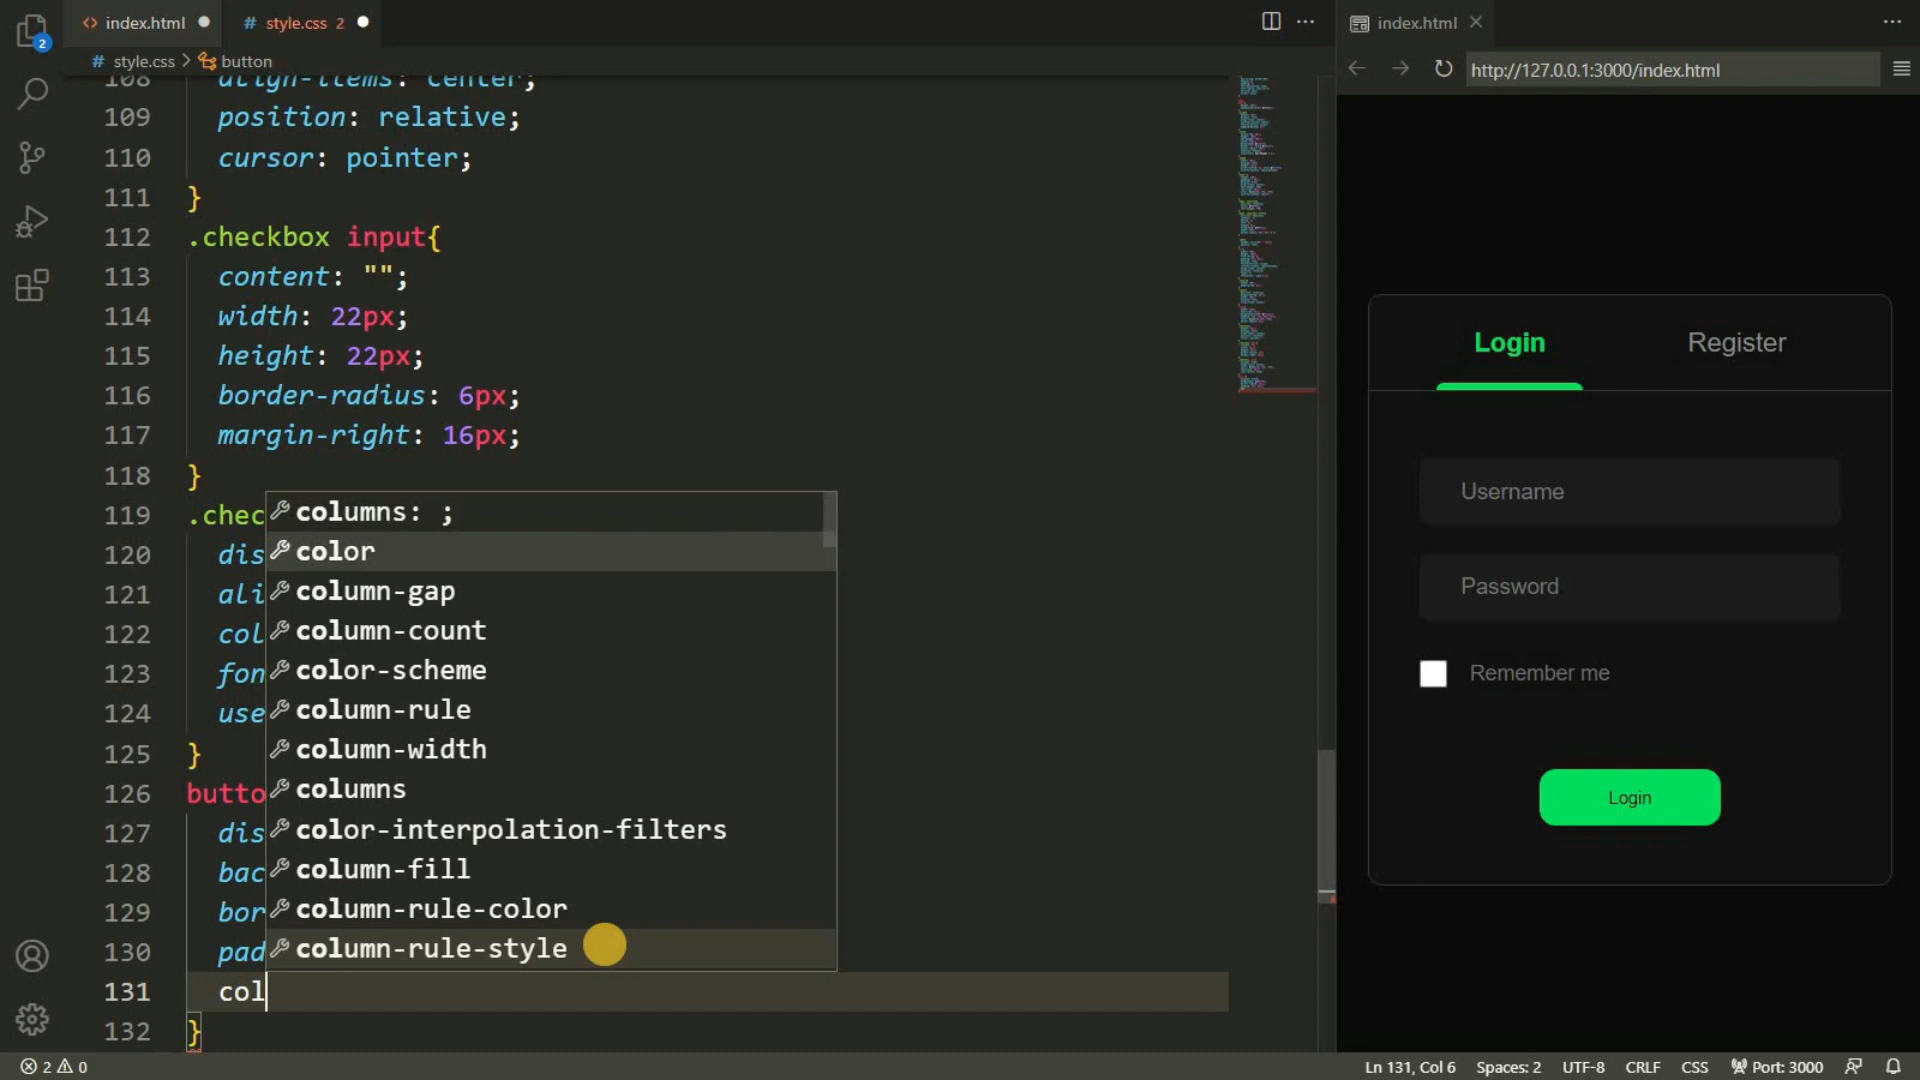 index.html
# style.css 2
index.html
# style.css > button
http://127.0.0.1:3000/index.html
108 align-items: center;
109 position: relative;
110 cursor: pointer;
111 }
112 .checkbox input{
113 content: "";
114 width: 22px;
115 height: 22px;
116 border-radius: 6px;
117 margin-right: 16px;
118 }
119 .chec
120 dis
121 ali
122 col
123 fon
124 use
125 }
126 butto
127 dis
128 bac
129 bor
130 pad
131 col
132 }
columns: ;
color
column-gap
column-count
color-scheme
column-rule
column-width
columns
color-interpolation-filters
column-fill
column-rule-color
column-rule-style
Login Register
Username
Password
Remember me
Login
2
2 0
Ln 131, Col 6 Spaces: 2 UTF-8 CRLF CSS Port: 3000